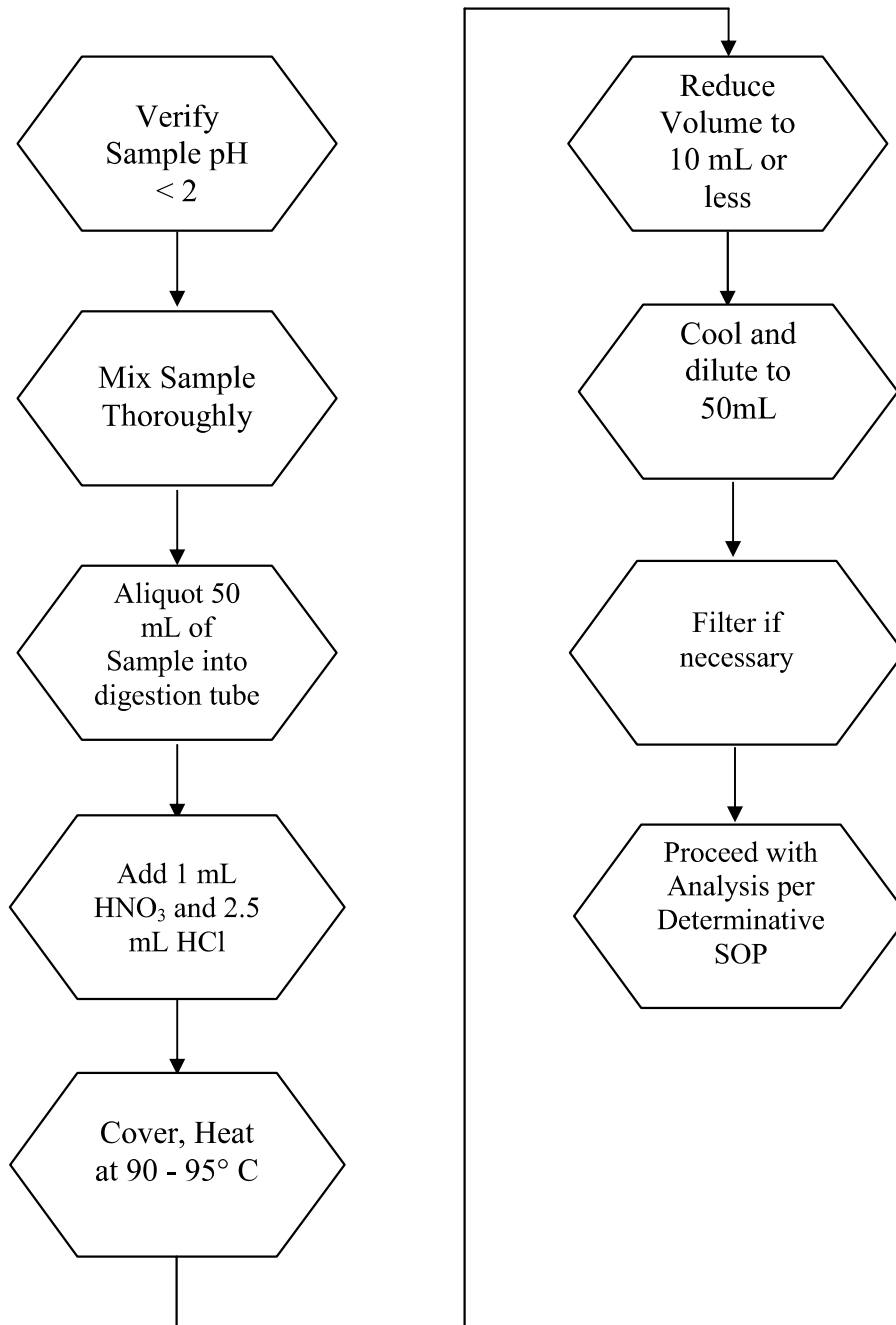 Verify
Sample pH
< 2
Mix Sample
Thoroughly
Aliquot 50
mL of
Sample into
digestion tube
Add 1 mL
HNO₃ and 2.5
mL HCl
Cover, Heat
at 90 - 95° C
Reduce
Volume to
10 mL or
less
Cool and
dilute to
50mL
Filter if
necessary
Proceed with
Analysis per
Determinative
SOP